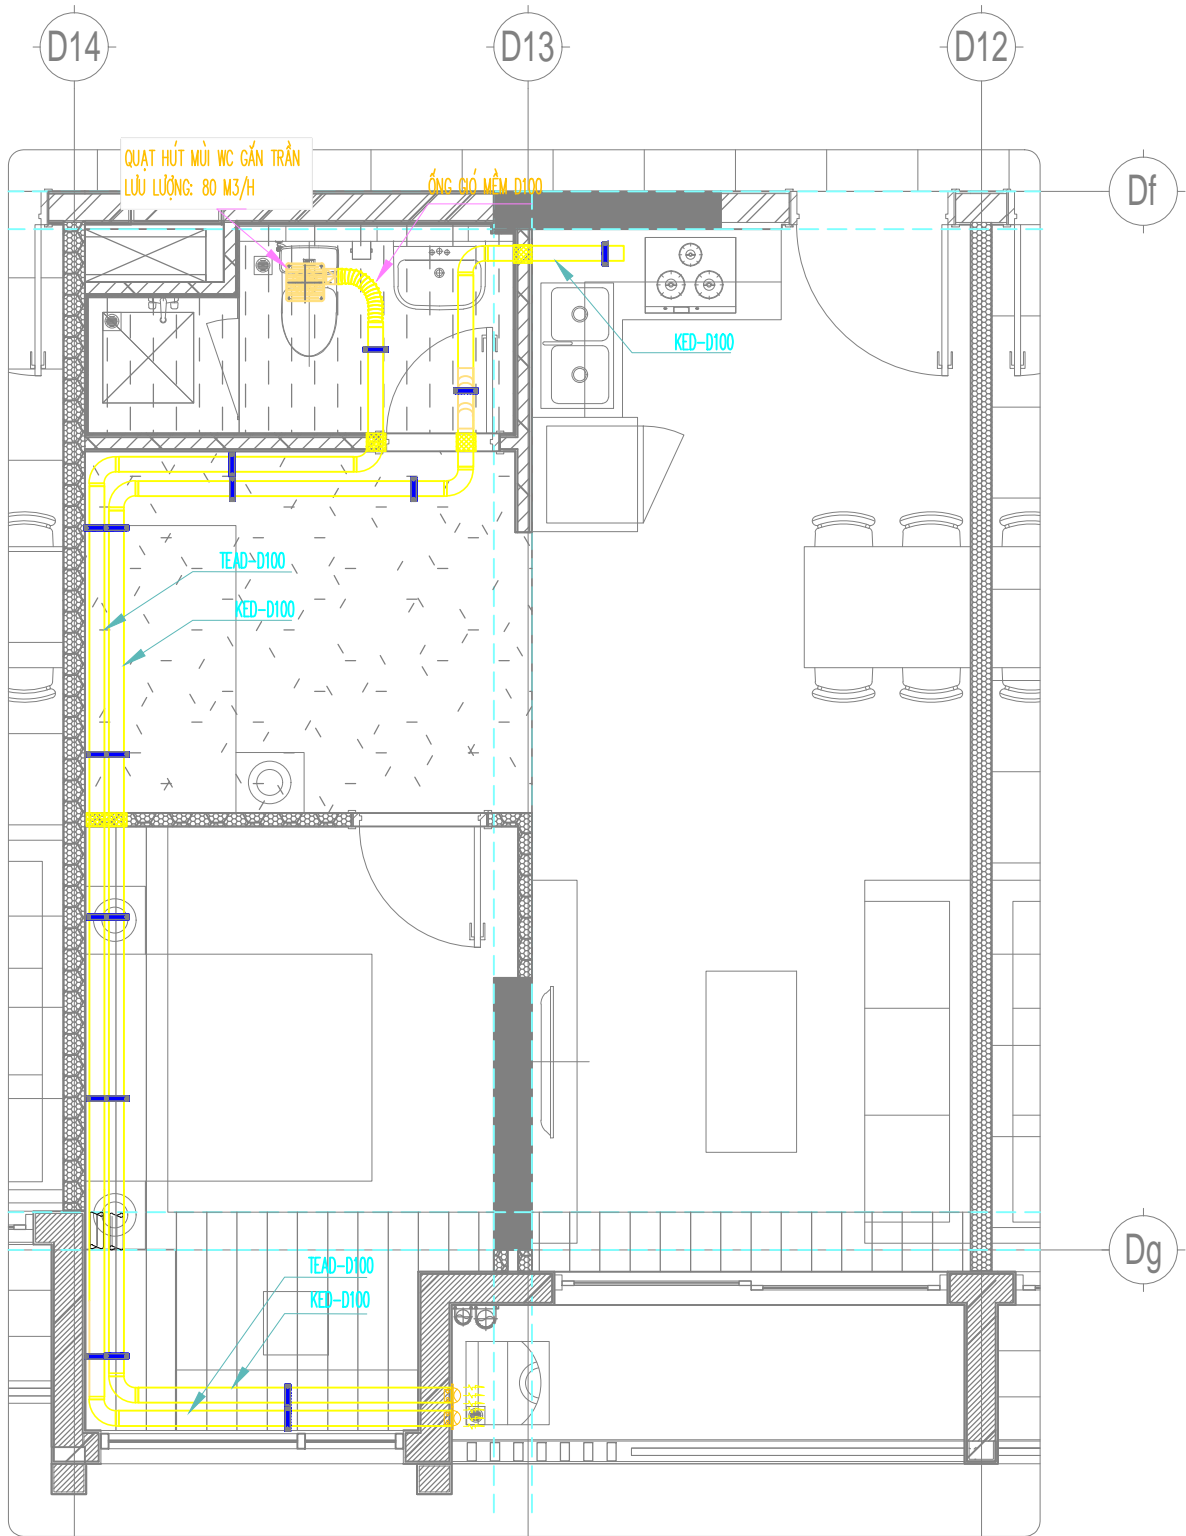 D14
D13
D12
QUẠT HÚT MÙI WC GẮN TRẦN
LƯU LƯỢNG: 80 M3/H
ỐNG GIÓ MỀM D100
Df
KED-D100
TEAD-D100
KED-D100
Dg
TEAD-D100
KED-D100